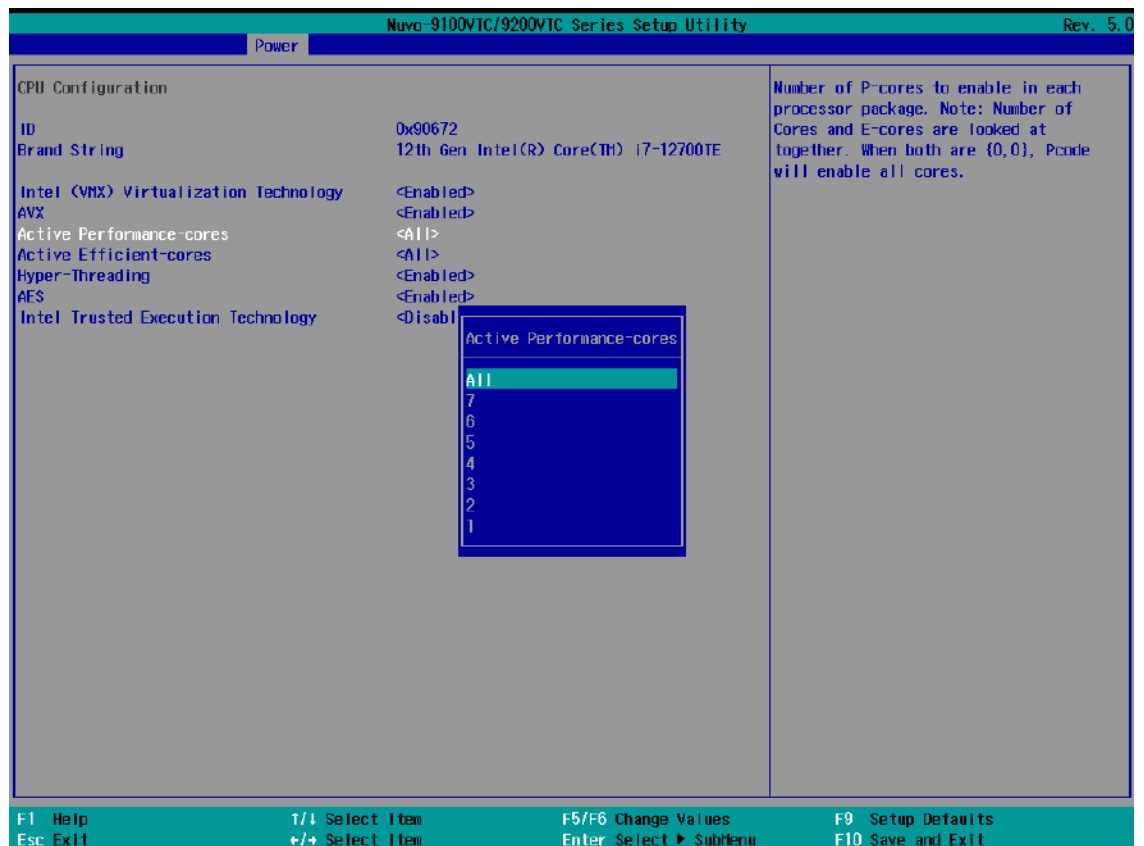 Nuvo-9100VTC/9200VTC Series Setup Utility Rev. 5.0
Power
CPU Configuration
ID 0x90672
Brand String 12th Gen Intel(R) Core(TM) i7-12700TE
Intel (VMX) Virtualization Technology <Enabled>
AVX <Enabled>
Active Performance-cores <All>
Active Efficient-cores <All>
Hyper-Threading <Enabled>
AES <Enabled>
Intel Trusted Execution Technology <Disabl
Active Performance-cores
All
7
6
5
4
3
2
1
Number of P-cores to enable in each
processor package. Note: Number of
Cores and E-cores are looked at
together. When both are {0,0}, Pcode
will enable all cores.
F1 Help ↑/↓ Select Item F5/F6 Change Values F9 Setup Defaults
Esc Exit ←/→ Select Item Enter Select ▶ SubMenu F10 Save and Exit